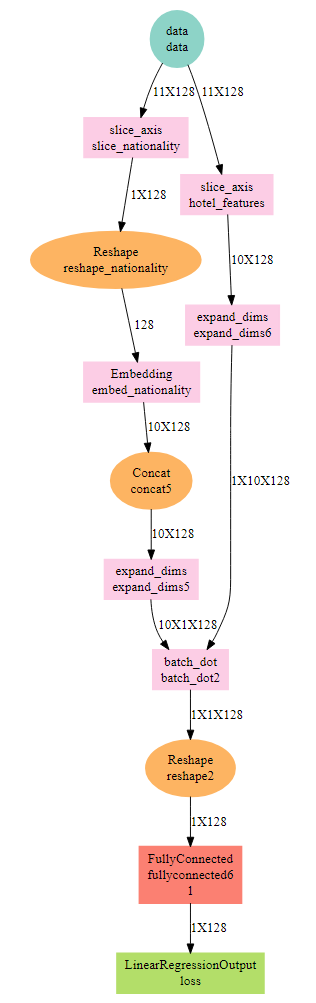 data
data
11X128
11X128
slice_axis
slice_nationality
slice_axis
hotel_features
1X128
Reshape
reshape_nationality
10X128
expand_dims
expand_dims6
128
Embedding
embed_nationality
10X128
Concat
concat5
1X10X128
10X128
expand_dims
expand_dims5
10X1X128
batch_dot
batch_dot2
1X1X128
Reshape
reshape2
1X128
FullyConnected
fullyconnected6
1
1X128
LinearRegressionOutput
loss